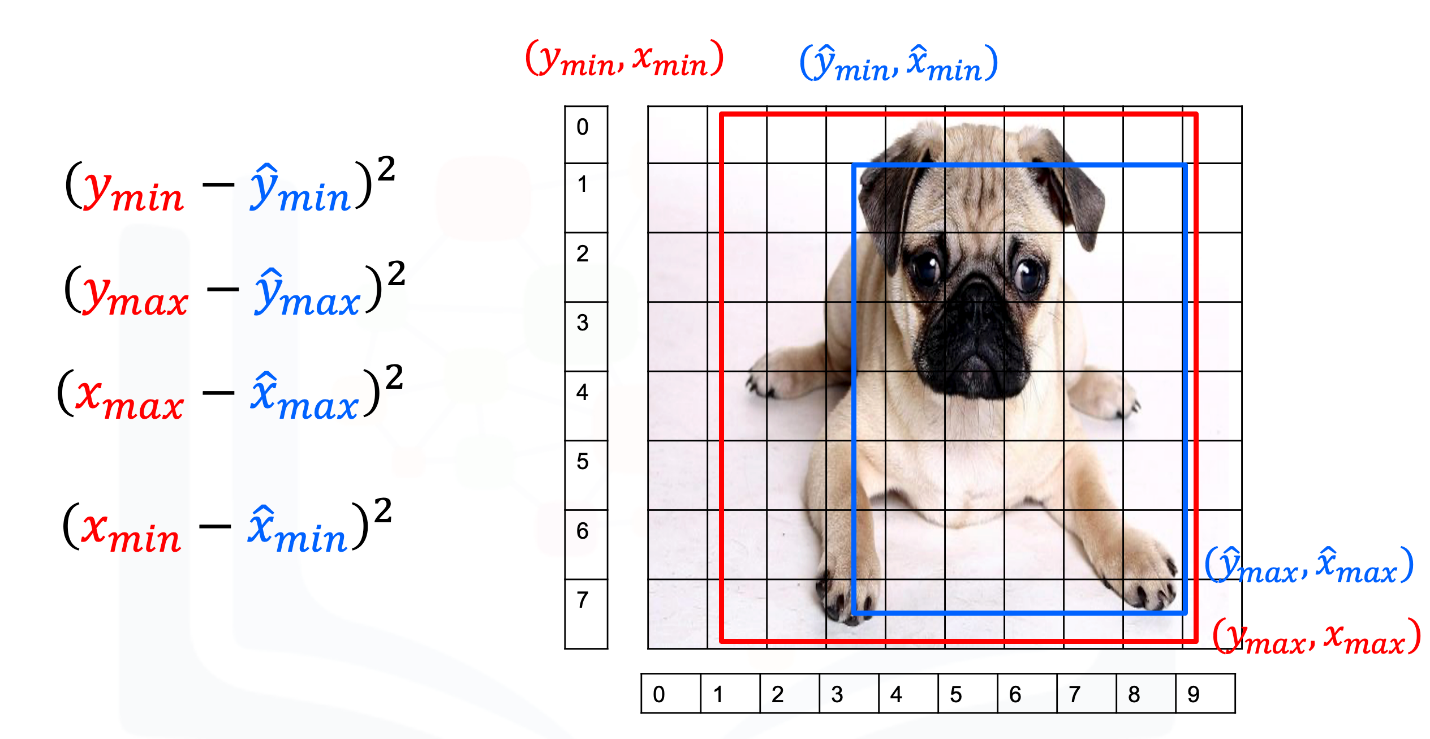 (y_min, x_min)
(ŷ_min, x̂_min)
(y_min − ŷ_min)²
(y_max − ŷ_max)²
(x_max − x̂_max)²
(x_min − x̂_min)²
0
1
2
3
4
5
6
7
(ŷ_max, x̂_max)
(y_max, x_max)
0 1 2 3 4 5 6 7 8 9